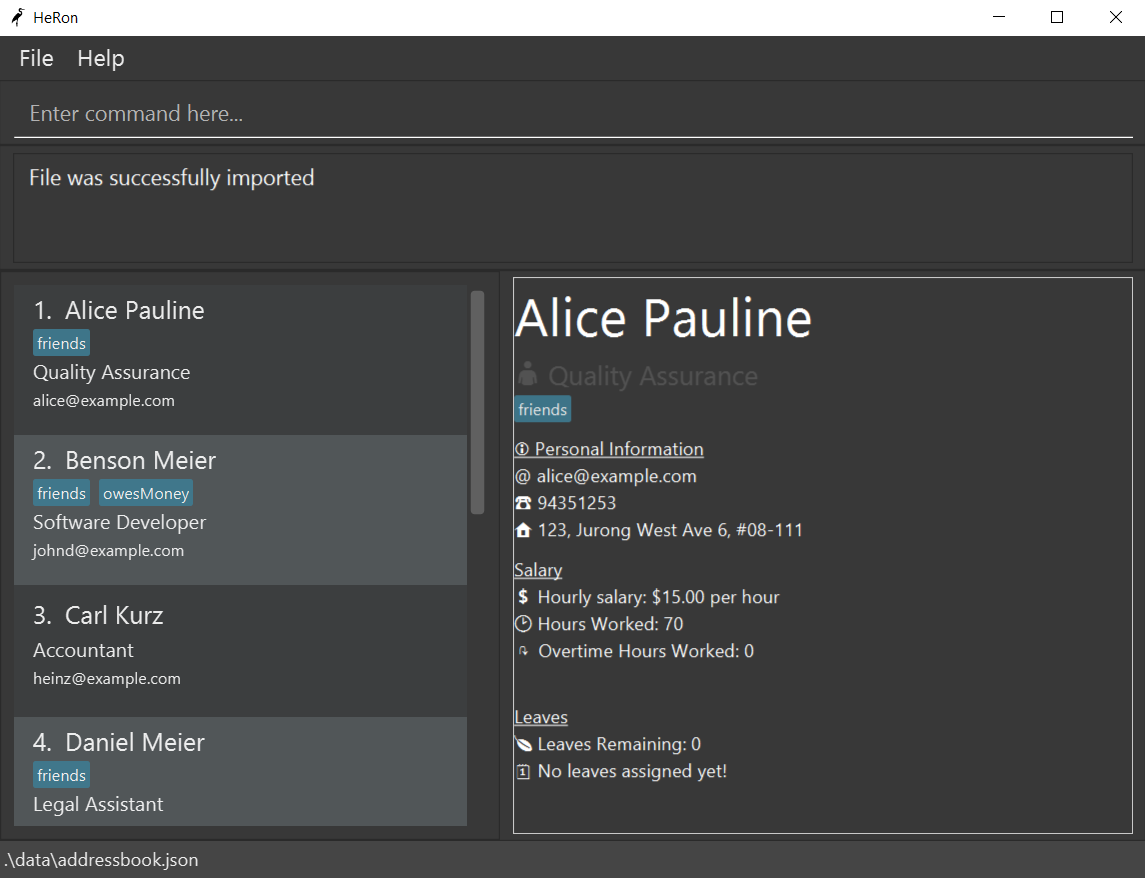 HeRon
File Help
Enter command here...
File was successfully imported
1. Alice Pauline
friends
Quality Assurance
alice@example.com
2. Benson Meier
friends owesMoney
Software Developer
johnd@example.com
3. Carl Kurz
Accountant
heinz@example.com
4. Daniel Meier
friends
Legal Assistant
Alice Pauline
Quality Assurance
friends
Personal Information
@ alice@example.com
94351253
123, Jurong West Ave 6, #08-111
Salary
$ Hourly salary: $15.00 per hour
Hours Worked: 70
Overtime Hours Worked: 0
Leaves
Leaves Remaining: 0
No leaves assigned yet!
.\data\addressbook.json